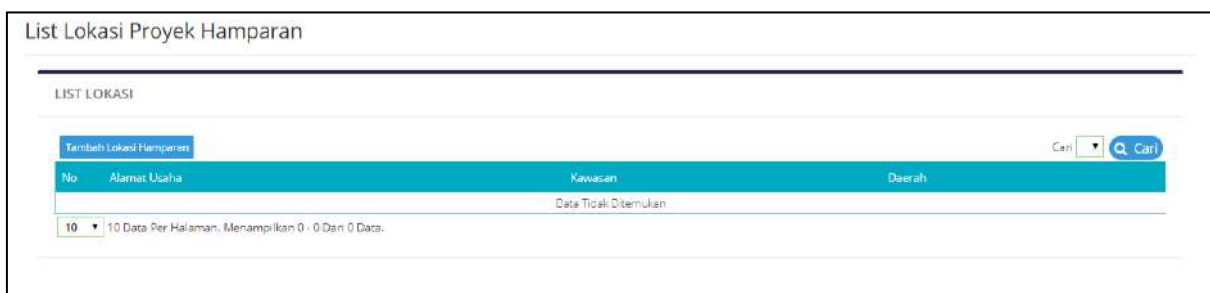 List Lokasi Proyek Hamparan
LIST LOKASI
Tambah Lokasi Hamparan
Cari
Cari
No Alamat Usaha Kawasan Daerah
Data Tidak Ditemukan
10 10 Data Per Halaman. Menampilkan 0 - 0 Dari 0 Data.